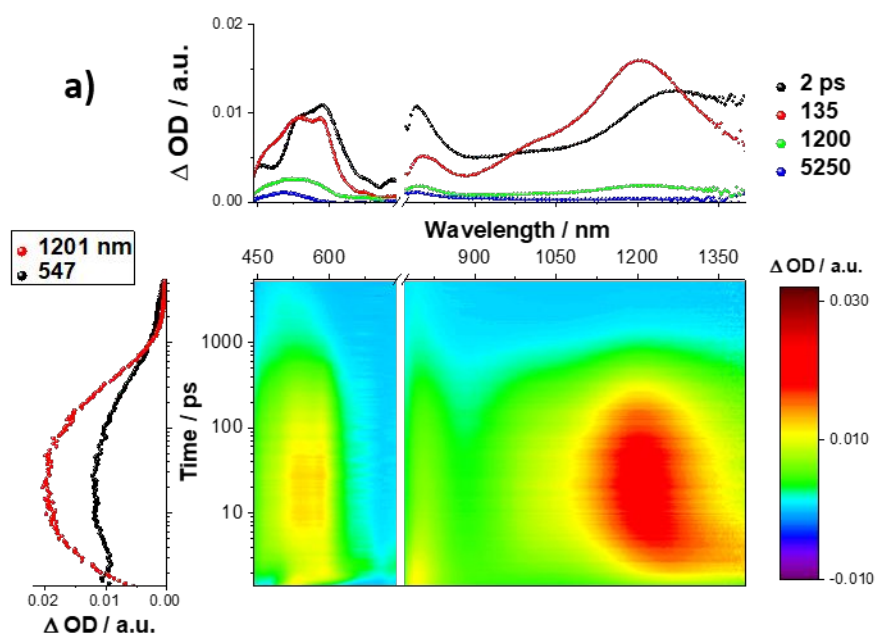 a)
Δ OD / a.u.
0.02
0.01
0.00
2 ps
135
1200
5250
Wavelength / nm
450 600 900 1050 1200 1350
1201 nm
547
Time / ps
1000
100
10
0.02 0.01 0.00
Δ OD / a.u.
Δ OD / a.u.
0.030
0.010
-0.010